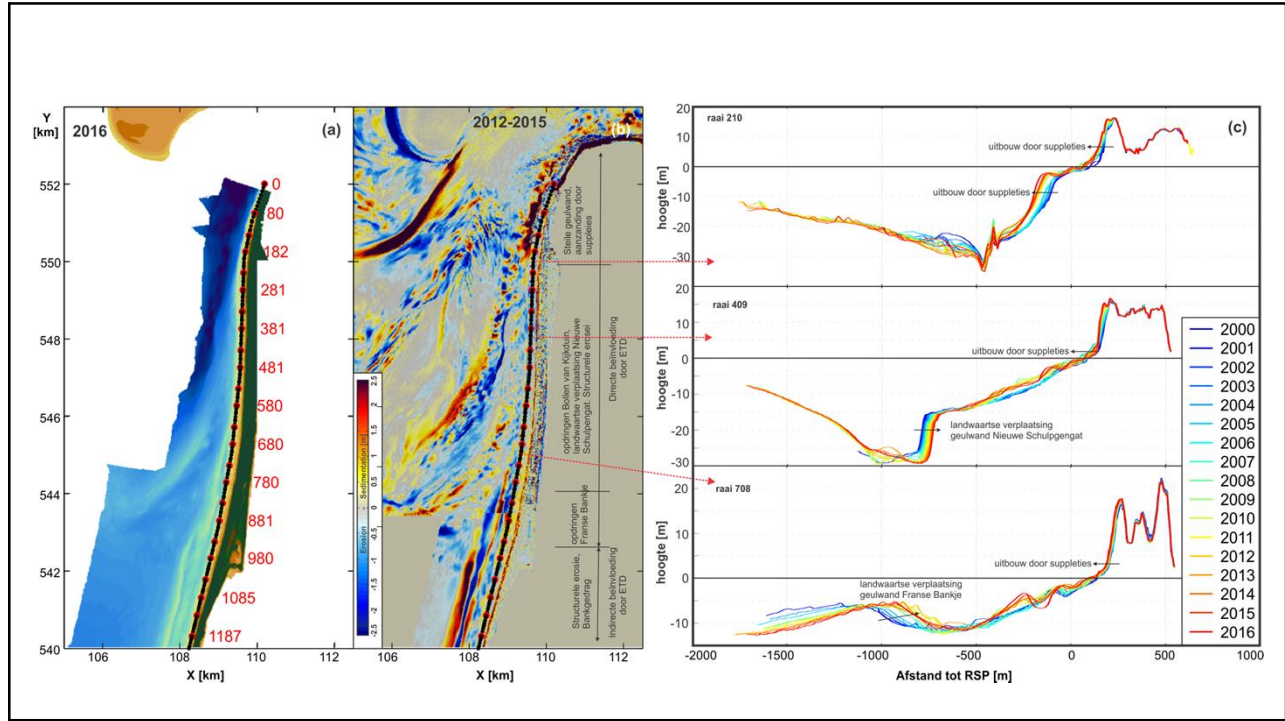 Y
[km]
2016
(a)
552
550
548
546
544
542
540
0
80
182
281
381
481
580
680
780
881
980
1085
1187
106
108
110
112
X [km]
2012-2015
(b)
Steile geulwand,
aanzanding door
suppleies
opdringen Bollen van Kijkduin,
landwaartse verplaatsing Nieuwe
Schulpengat. Structurele erosei
opdringen
Franse Bankje
Structurele erosie,
Bankgedrag
Directe beïnvloeding
door ETD
Indirecte beïnvloeding
door ETD
Erosion | Sedimentation [m]
2.5
2
1.5
1
0.5
0
-0.5
-1
-1.5
-2
-2.5
106
108
110
112
X [km]
(c)
raai 210
hoogte [m]
20
10
0
-10
-20
-30
uitbouw door suppleties
uitbouw door suppleties
raai 409
hoogte [m]
20
10
0
-10
-20
-30
uitbouw door suppleties
landwaartse verplaatsing
geulwand Nieuwe Schulpgengat
raai 708
hoogte [m]
20
10
0
-10
uitbouw door suppleties
landwaartse verplaatsing
geulwand Franse Bankje
-2000
-1500
-1000
-500
0
500
1000
Afstand tot RSP [m]
2000
2001
2002
2003
2004
2005
2006
2007
2008
2009
2010
2011
2012
2013
2014
2015
2016